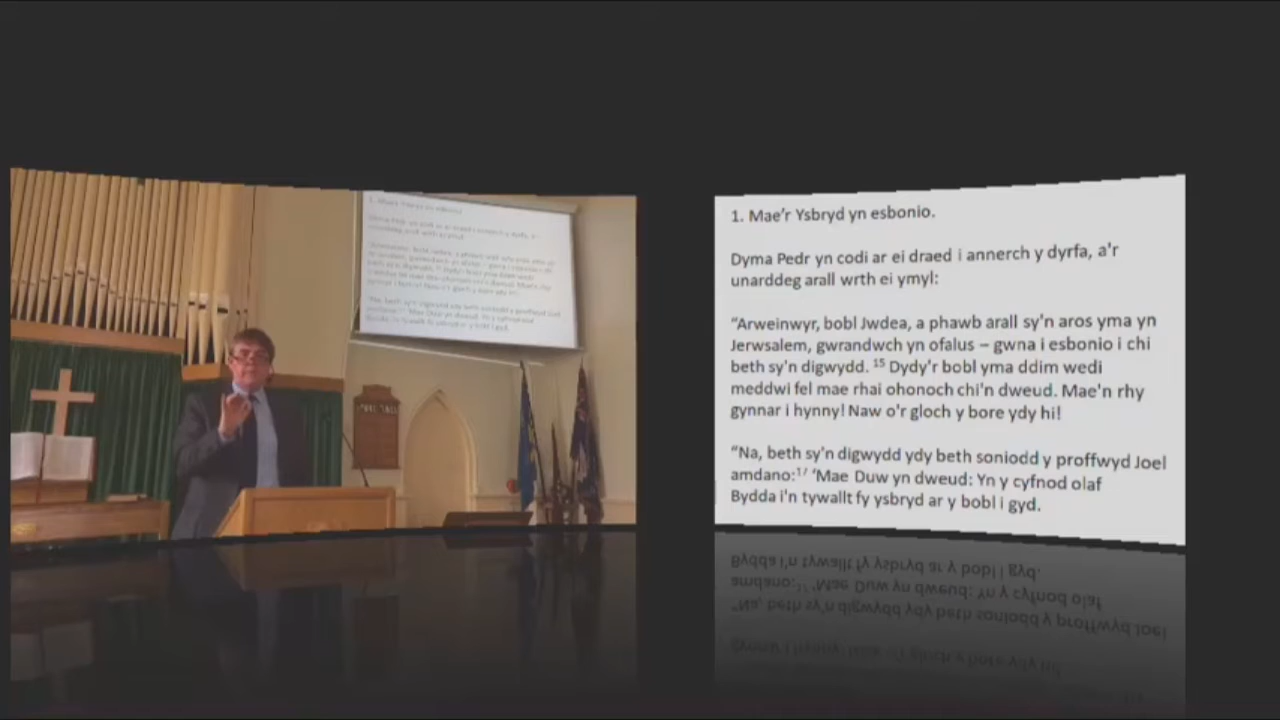 1. Mae'r Ysbryd yn esbonio.
Dyma Pedr yn codi ar ei draed i annerch y dyrfa, a'r
unarddeg arall wrth ei ymyl:
“Arweinwyr, bobl Jwdea, a phawb arall sy'n aros yma yn
Jerwsalem, gwrandwch yn ofalus – gwna i esbonio i chi
beth sy'n digwydd. ¹⁵ Dydy'r bobl yma ddim wedi
meddwi fel mae rhai ohonoch chi'n dweud. Mae'n rhy
gynnar i hynny! Naw o'r gloch y bore ydy hi!
“Na, beth sy'n digwydd ydy beth soniodd y proffwyd Joel
amdano:¹⁷ ‘Mae Duw yn dweud: Yn y cyfnod olaf
Bydda i'n tywallt fy ysbryd ar y bobl i gyd.